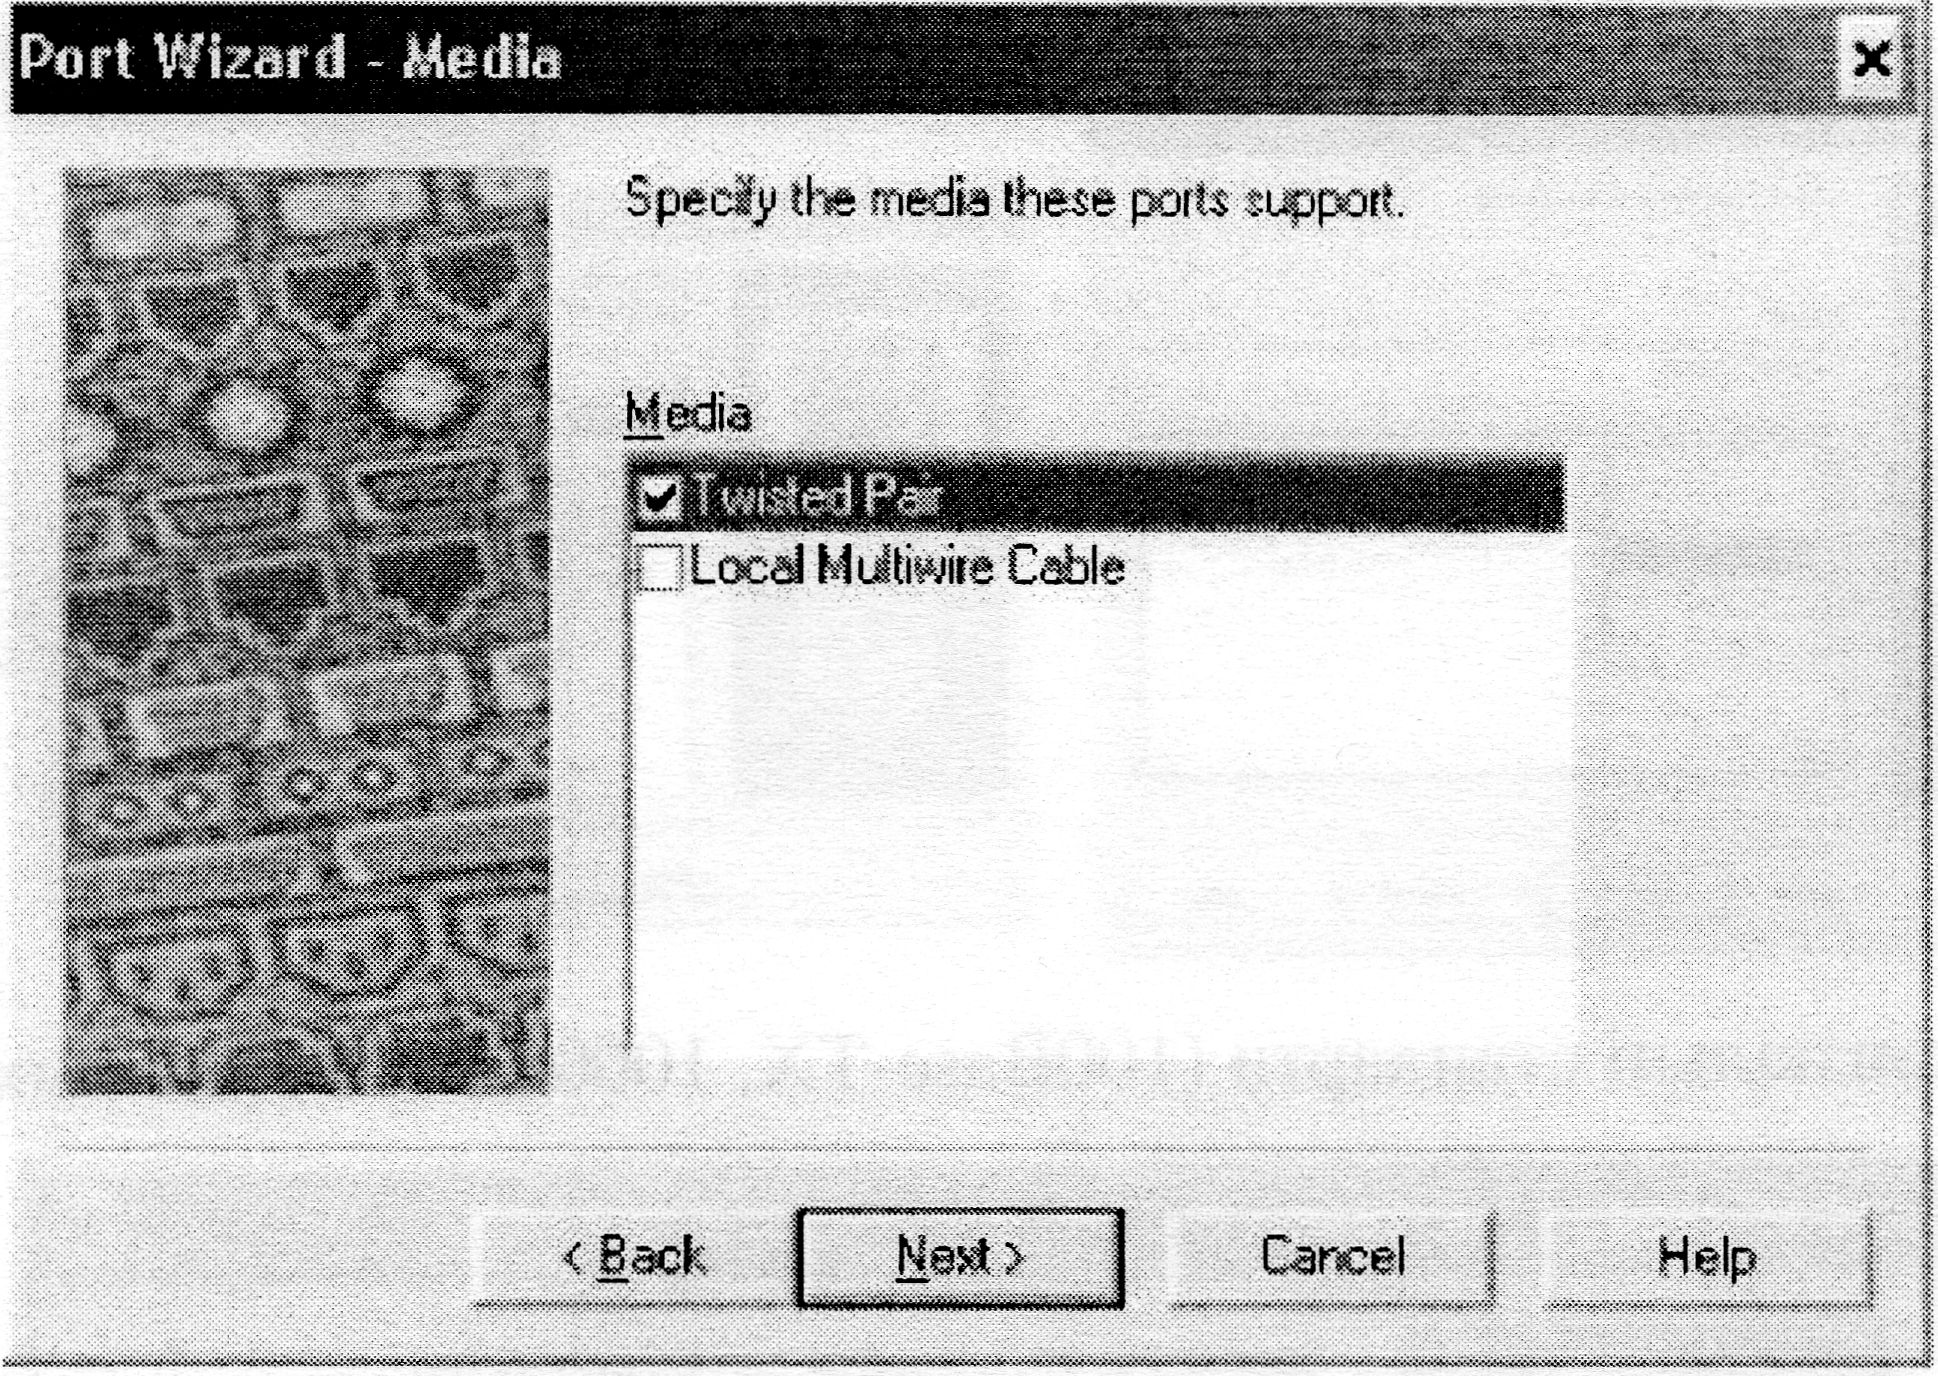 Port Wizard - Media
Specify the media these ports support.
Media
Twisted Pair
Local Multiwire Cable
< Back
Next >
Cancel
Help